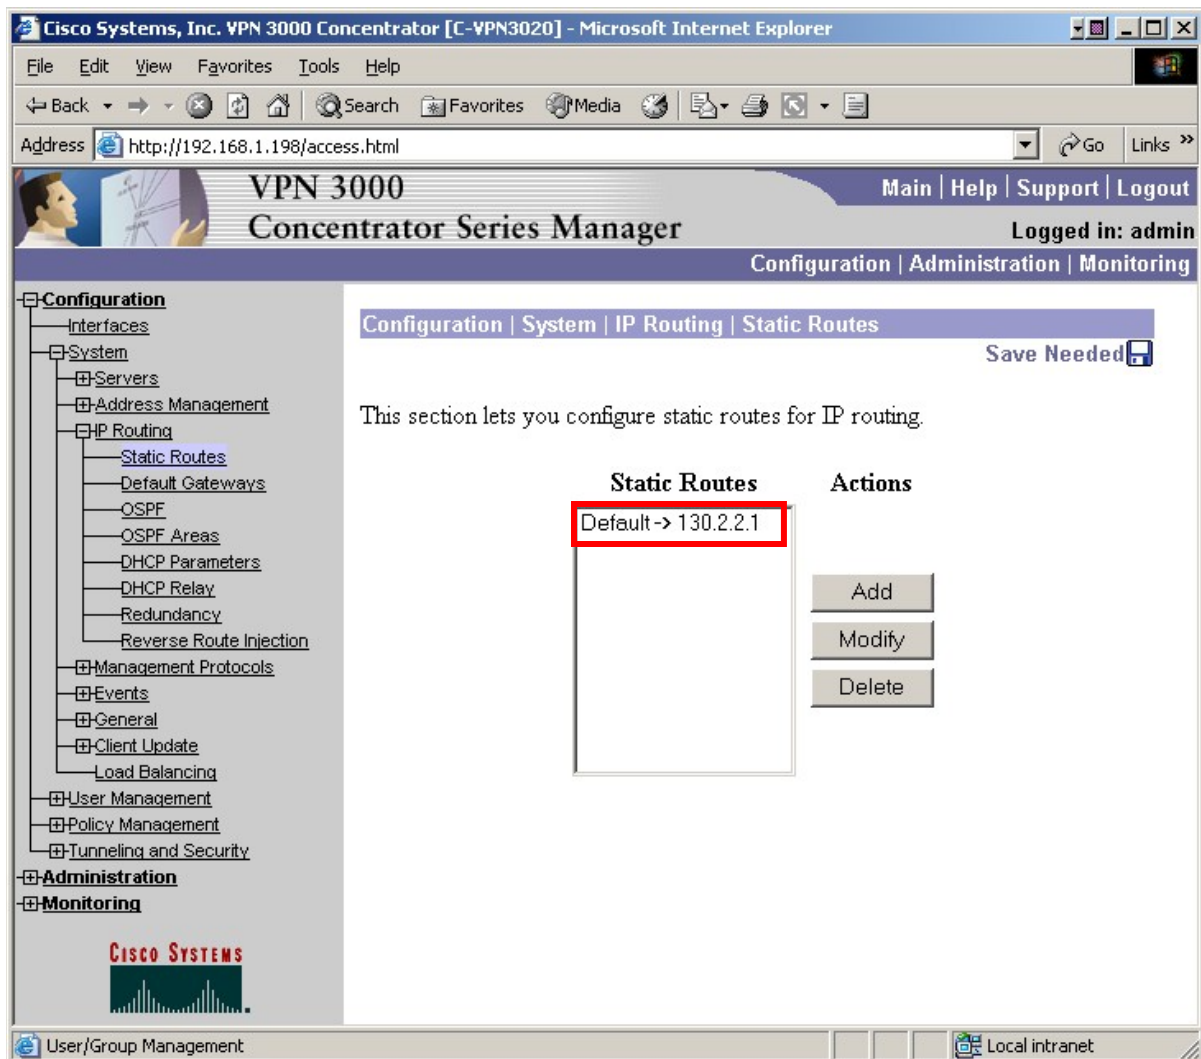 Cisco Systems, Inc. VPN 3000 Concentrator [C-VPN3020] - Microsoft Internet Explorer
File Edit View Favorites Tools Help
Back Search Favorites Media
Address http://192.168.1.198/access.html Go Links »
VPN 3000
Concentrator Series Manager
Main | Help | Support | Logout
Logged in: admin
Configuration | Administration | Monitoring
Configuration
Interfaces
System
Servers
Address Management
IP Routing
Static Routes
Default Gateways
OSPF
OSPF Areas
DHCP Parameters
DHCP Relay
Redundancy
Reverse Route Injection
Management Protocols
Events
General
Client Update
Load Balancing
User Management
Policy Management
Tunneling and Security
Administration
Monitoring
CISCO SYSTEMS
Configuration | System | IP Routing | Static Routes
Save Needed
This section lets you configure static routes for IP routing.
Static Routes Actions
Default -> 130.2.2.1
Add
Modify
Delete
User/Group Management
Local intranet